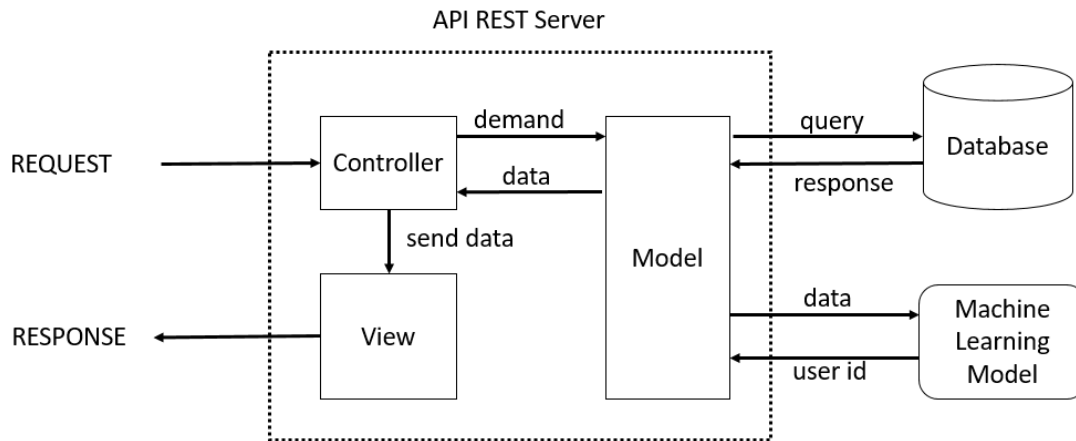 API REST Server
demand
query
REQUEST
Controller
Database
data
response
send data
Model
data
RESPONSE
View
Machine
Learning
Model
user id